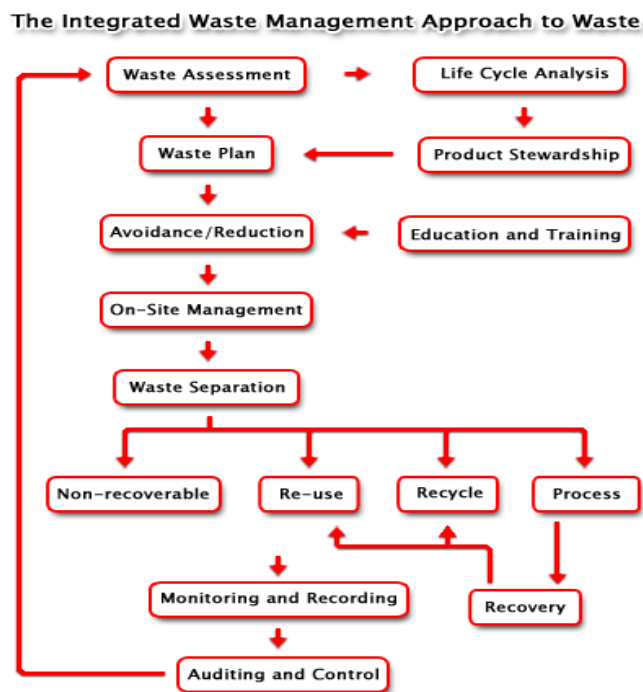 The Integrated Waste Management Approach to Waste
Waste Assessment
Life Cycle Analysis
Waste Plan
Product Stewardship
Avoidance/Reduction
Education and Training
On-Site Management
Waste Separation
Non-recoverable
Re-use
Recycle
Process
Monitoring and Recording
Recovery
Auditing and Control